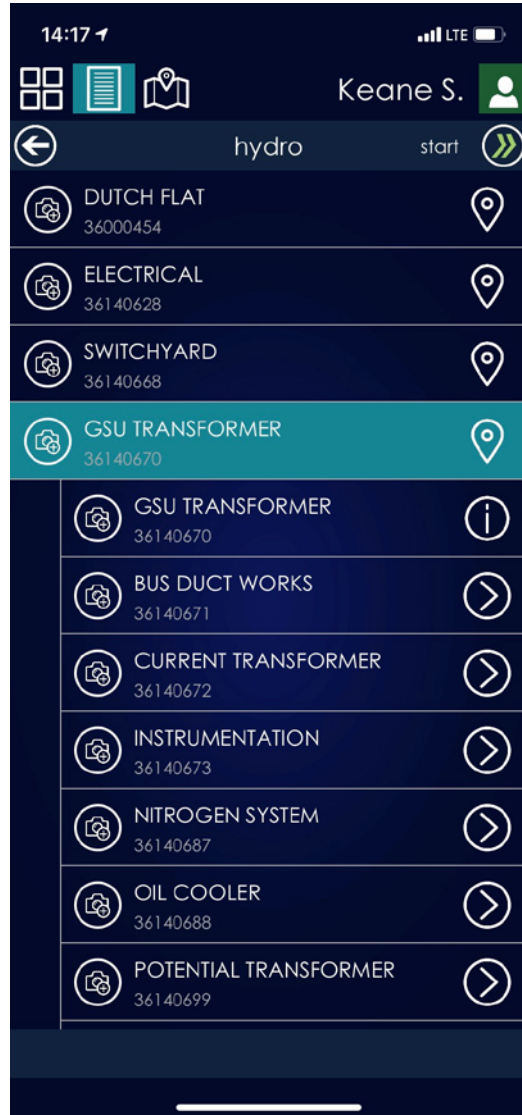 14:17
LTE
Keane S.
hydro
start
DUTCH FLAT
36000454
ELECTRICAL
36140628
SWITCHYARD
36140668
GSU TRANSFORMER
36140670
GSU TRANSFORMER
36140670
BUS DUCT WORKS
36140671
CURRENT TRANSFORMER
36140672
INSTRUMENTATION
36140673
NITROGEN SYSTEM
36140687
OIL COOLER
36140688
POTENTIAL TRANSFORMER
36140699